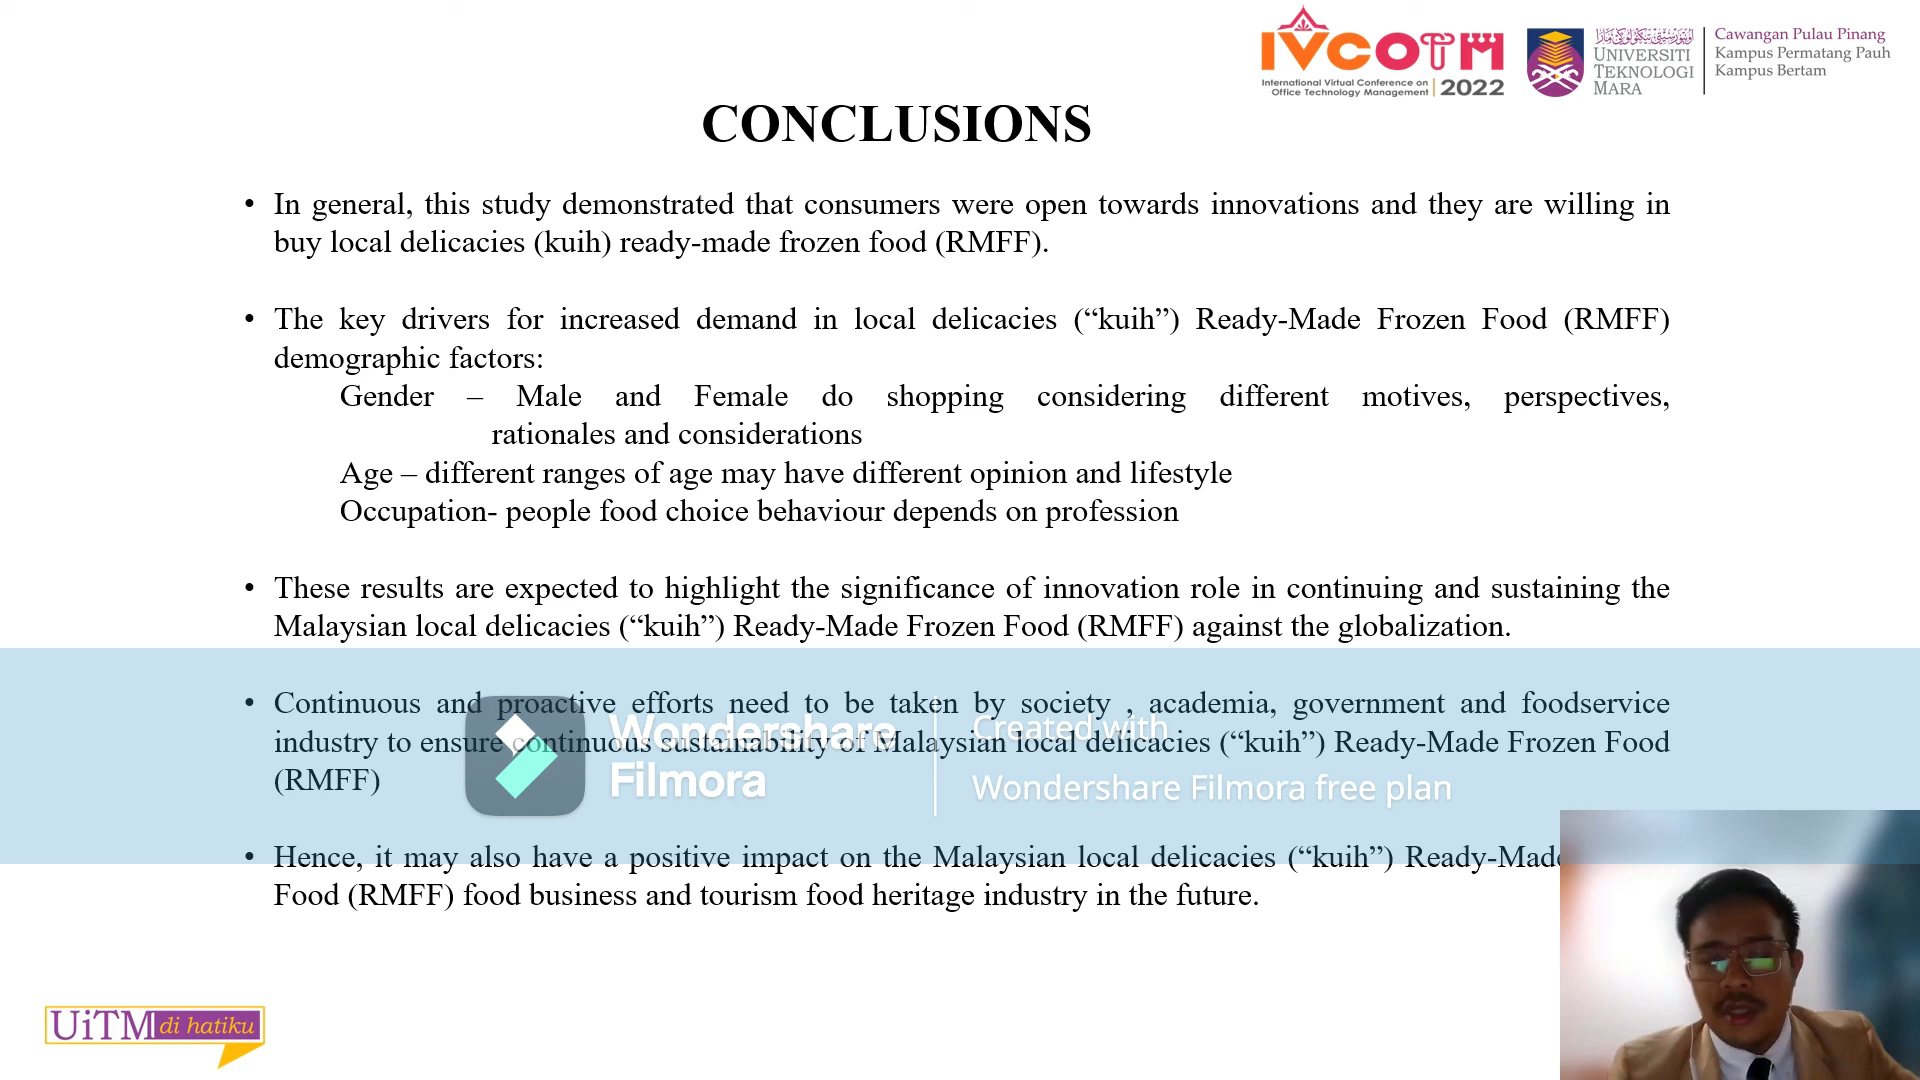 IVCOTM
International Virtual Conference on
Office Technology Management 2022
UNIVERSITI
TEKNOLOGI
MARA
Cawangan Pulau Pinang
Kampus Permatang Pauh
Kampus Bertam
CONCLUSIONS
• In general, this study demonstrated that consumers were open towards innovations and they are willing in
buy local delicacies (kuih) ready-made frozen food (RMFF).
• The key drivers for increased demand in local delicacies (“kuih”) Ready-Made Frozen Food (RMFF)
demographic factors:
Gender – Male and Female do shopping considering different motives, perspectives,
rationales and considerations
Age – different ranges of age may have different opinion and lifestyle
Occupation- people food choice behaviour depends on profession
• These results are expected to highlight the significance of innovation role in continuing and sustaining the
Malaysian local delicacies (“kuih”) Ready-Made Frozen Food (RMFF) against the globalization.
• Continuous and proactive efforts need to be taken by society , academia, government and foodservice
industry to ensure continuous sustainability of Malaysian local delicacies (“kuih”) Ready-Made Frozen Food
(RMFF)
Wondershare
Filmora
Created with
Wondershare Filmora free plan
• Hence, it may also have a positive impact on the Malaysian local delicacies (“kuih”) Ready-Made
Food (RMFF) food business and tourism food heritage industry in the future.
UiTM di hatiku